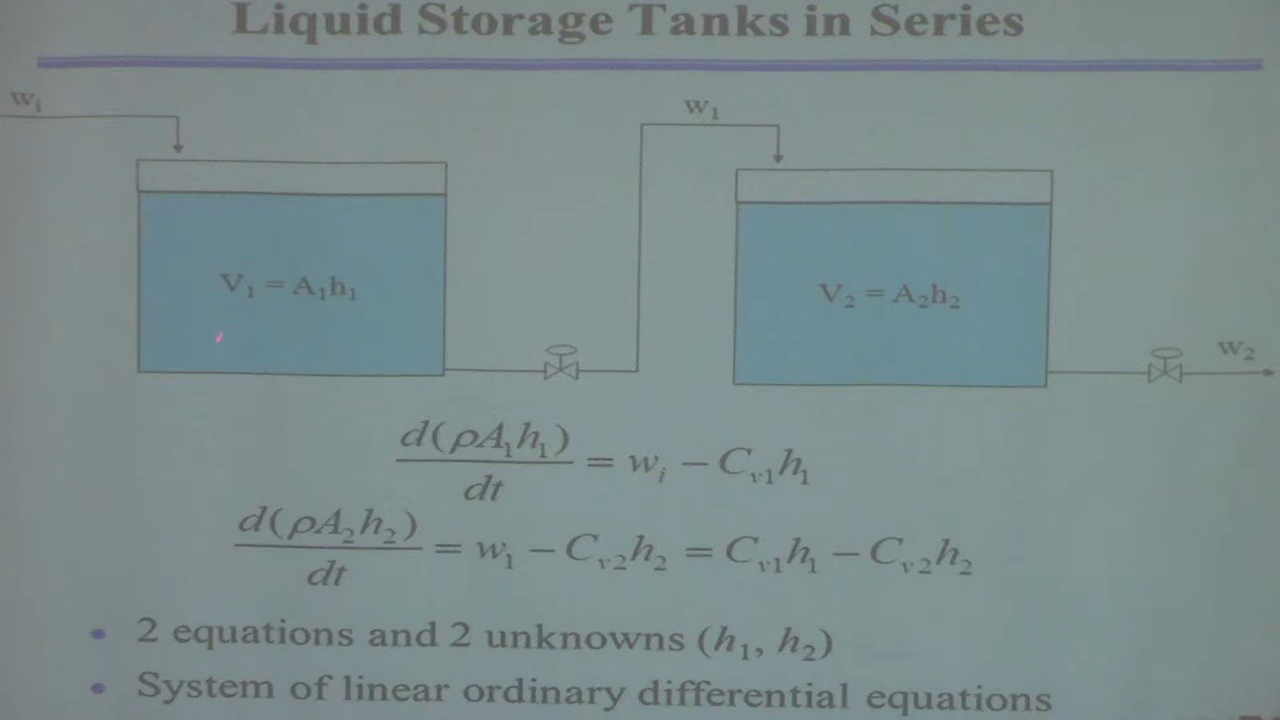 Liquid Storage Tanks in Series
wᵢ
w₁
V₁ = A₁h₁
V₂ = A₂h₂
w₂
d(ρA₁h₁)/dt = wᵢ − Cᵥ₁h₁
d(ρA₂h₂)/dt = w₁ − Cᵥ₂h₂ = Cᵥ₁h₁ − Cᵥ₂h₂
• 2 equations and 2 unknowns (h₁, h₂)
• System of linear ordinary differential equations